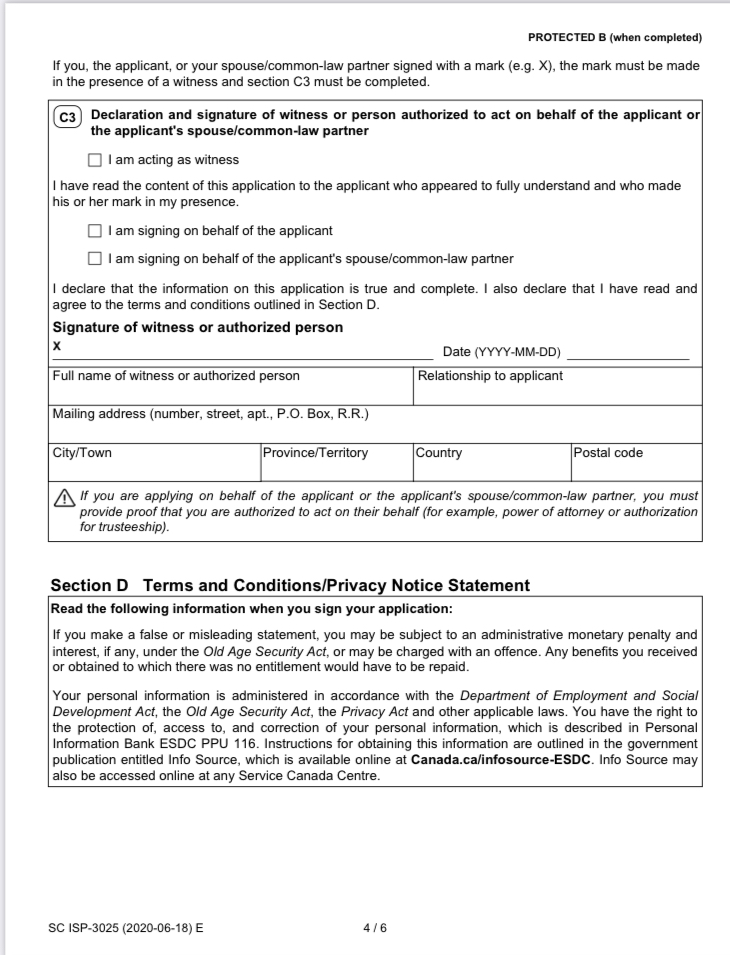 PROTECTED B (when completed)
If you, the applicant, or your spouse/common-law partner signed with a mark (e.g. X), the mark must be made
in the presence of a witness and section C3 must be completed.
C3 Declaration and signature of witness or person authorized to act on behalf of the applicant or
the applicant's spouse/common-law partner
I am acting as witness
I have read the content of this application to the applicant who appeared to fully understand and who made
his or her mark in my presence.
I am signing on behalf of the applicant
I am signing on behalf of the applicant's spouse/common-law partner
I declare that the information on this application is true and complete. I also declare that I have read and
agree to the terms and conditions outlined in Section D.
Signature of witness or authorized person
X
Date (YYYY-MM-DD)
Full name of witness or authorized person Relationship to applicant
Mailing address (number, street, apt., P.O. Box, R.R.)
City/Town Province/Territory Country Postal code
If you are applying on behalf of the applicant or the applicant's spouse/common-law partner, you must
provide proof that you are authorized to act on their behalf (for example, power of attorney or authorization
for trusteeship).
Section D Terms and Conditions/Privacy Notice Statement
Read the following information when you sign your application:
If you make a false or misleading statement, you may be subject to an administrative monetary penalty and
interest, if any, under the Old Age Security Act, or may be charged with an offence. Any benefits you received
or obtained to which there was no entitlement would have to be repaid.
Your personal information is administered in accordance with the Department of Employment and Social
Development Act, the Old Age Security Act, the Privacy Act and other applicable laws. You have the right to
the protection of, access to, and correction of your personal information, which is described in Personal
Information Bank ESDC PPU 116. Instructions for obtaining this information are outlined in the government
publication entitled Info Source, which is available online at Canada.ca/infosource-ESDC. Info Source may
also be accessed online at any Service Canada Centre.
SC ISP-3025 (2020-06-18) E 4 / 6